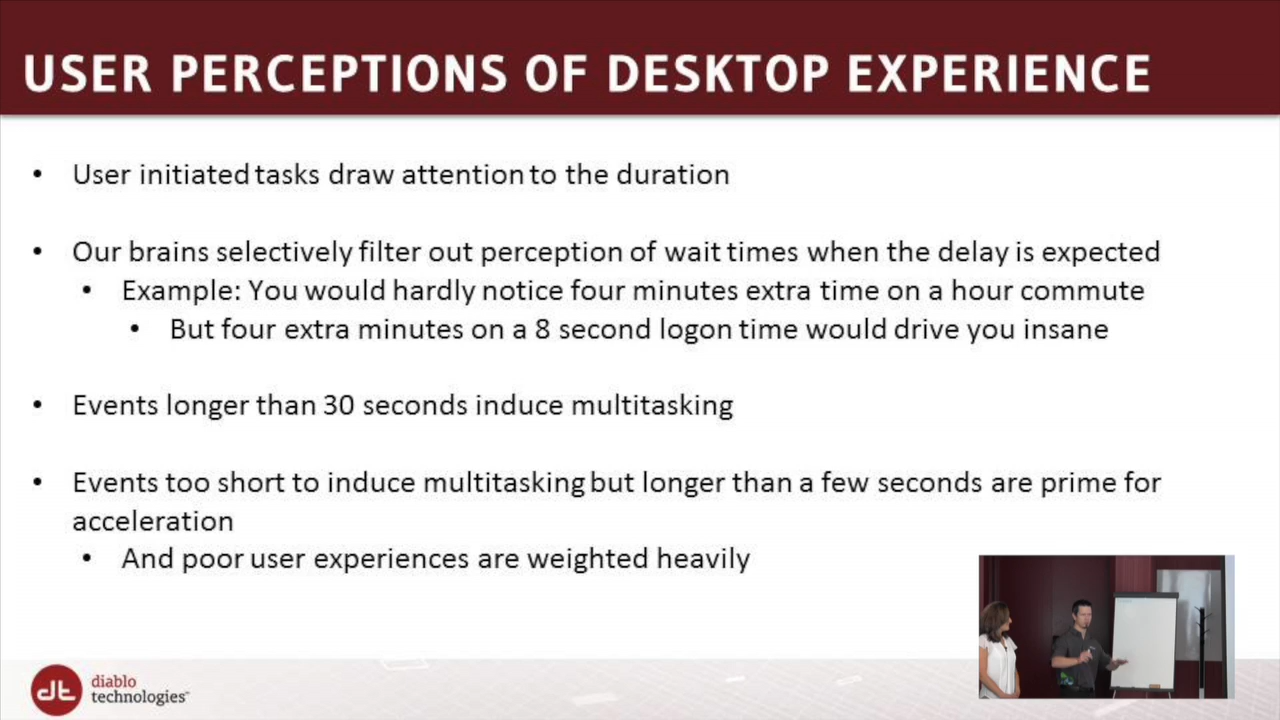 USER PERCEPTIONS OF DESKTOP EXPERIENCE
• User initiated tasks draw attention to the duration
• Our brains selectively filter out perception of wait times when the delay is expected
• Example: You would hardly notice four minutes extra time on a hour commute
• But four extra minutes on a 8 second logon time would drive you insane
• Events longer than 30 seconds induce multitasking
• Events too short to induce multitasking but longer than a few seconds are prime for
acceleration
• And poor user experiences are weighted heavily
dt diablo
technologies™